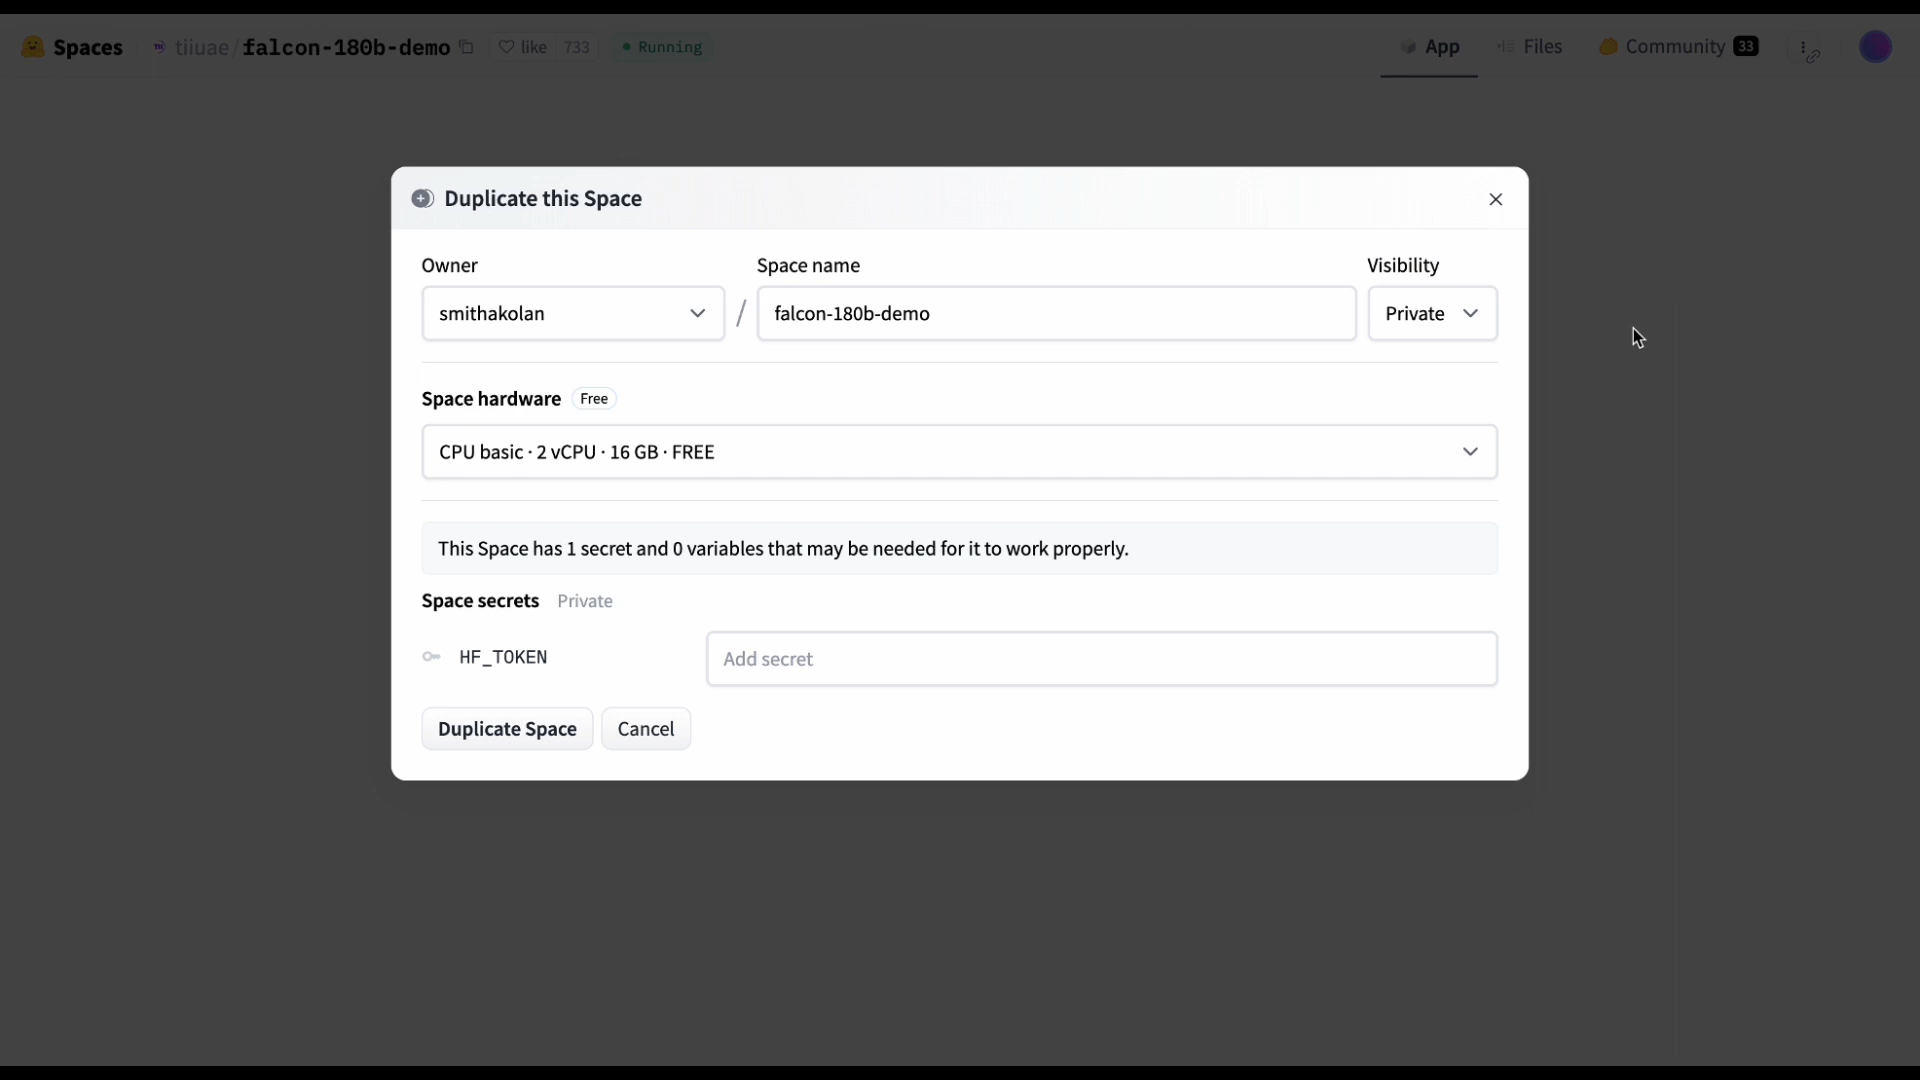 Spaces tiiuae / falcon-180b-demo like 733 Running App Files Community 33
Duplicate this Space
Owner Space name Visibility
smithakolan / falcon-180b-demo Private
Space hardware Free
CPU basic · 2 vCPU · 16 GB · FREE
This Space has 1 secret and 0 variables that may be needed for it to work properly.
Space secrets Private
HF_TOKEN Add secret
Duplicate Space Cancel